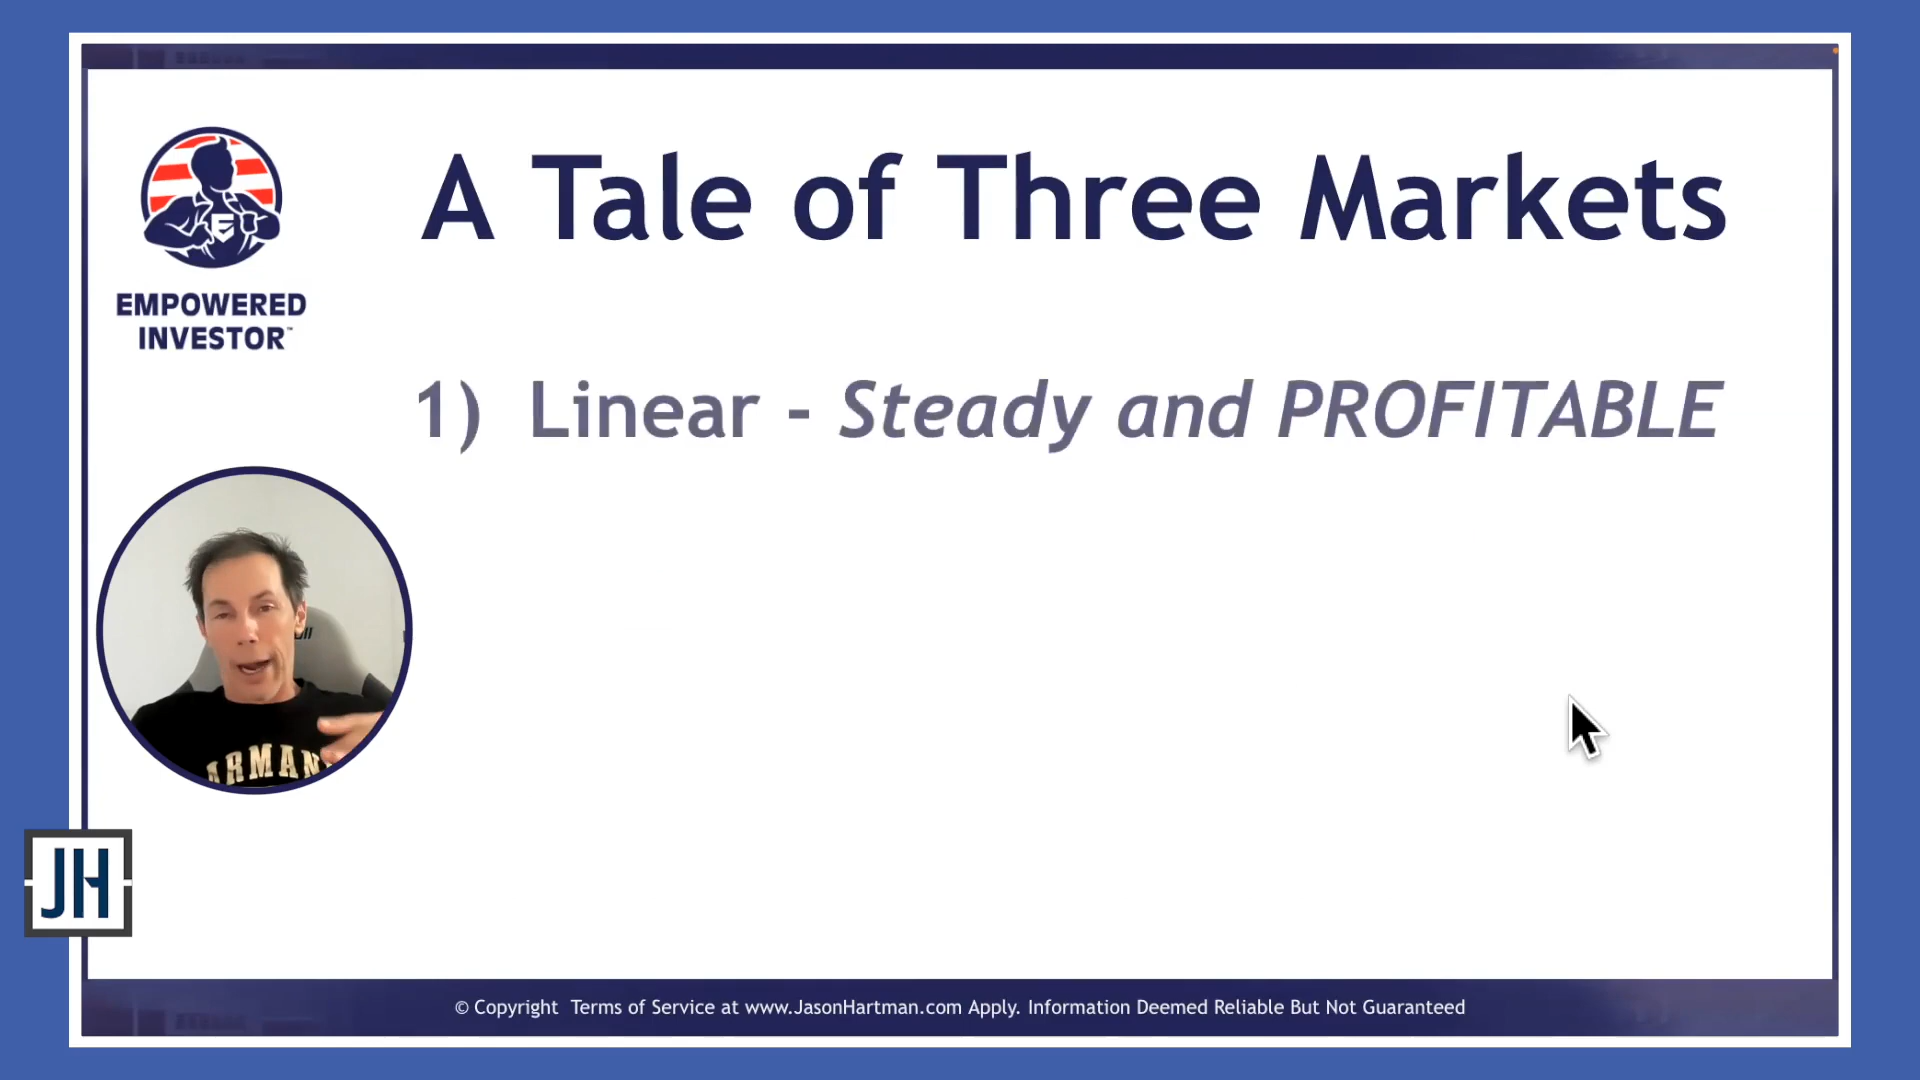 A Tale of Three Markets
EMPOWERED
INVESTOR™
1) Linear - Steady and PROFITABLE
ARMANI
JH
© Copyright Terms of Service at www.JasonHartman.com Apply. Information Deemed Reliable But Not Guaranteed